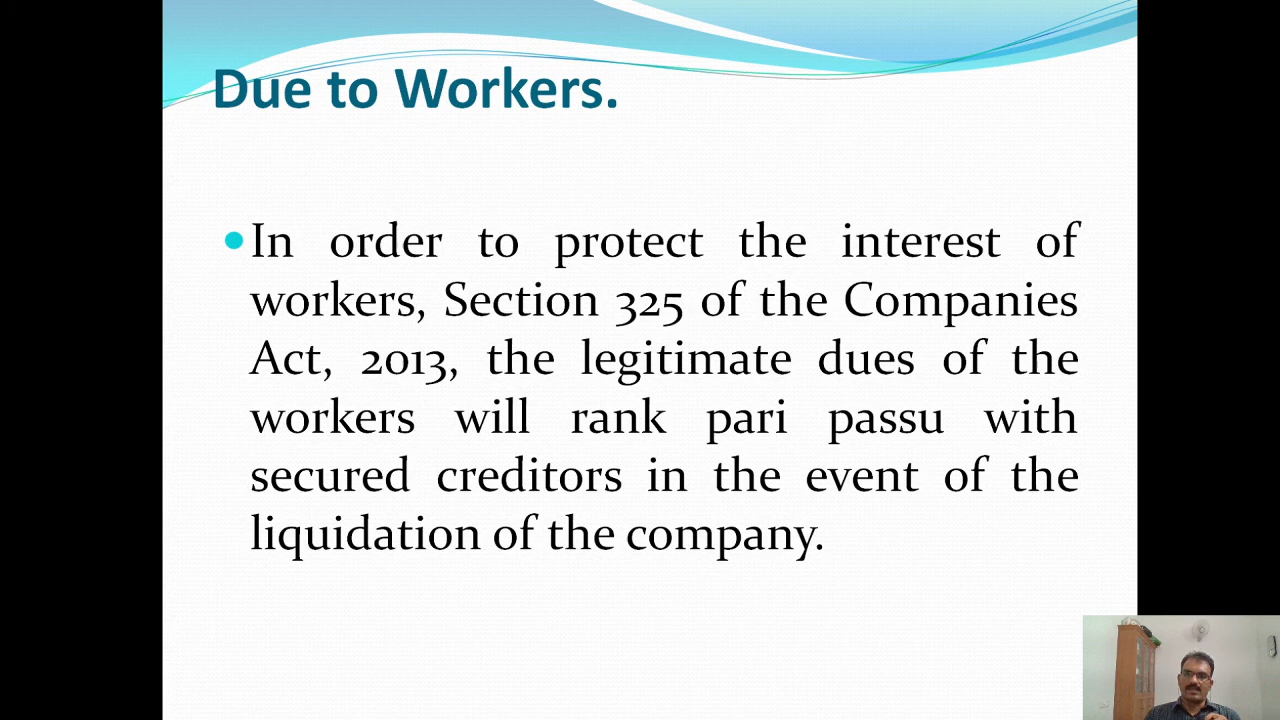 Due to Workers.
In order to protect the interest of
workers, Section 325 of the Companies
Act, 2013, the legitimate dues of the
workers will rank pari passu with
secured creditors in the event of the
liquidation of the company.